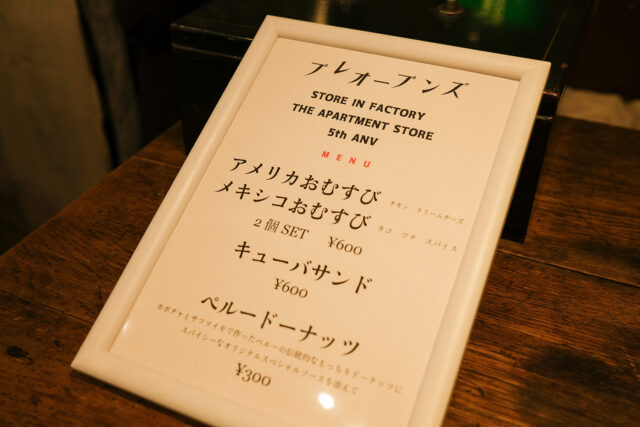 プレオープンズ
STORE IN FACTORY
THE APARTMENT STORE
5th ANV
MENU
アメリカおむすび チキン クリームチーズ
メキシコおむすび タコ ツナ スパイス
2個 SET ¥600
キューバサンド
¥600
ペルードーナッツ
カボチャとサツマイモで作ったペルーの伝統的なもっちりドーナッツに
スパイシーなオリジナルスペシャルソースを添えて
¥300